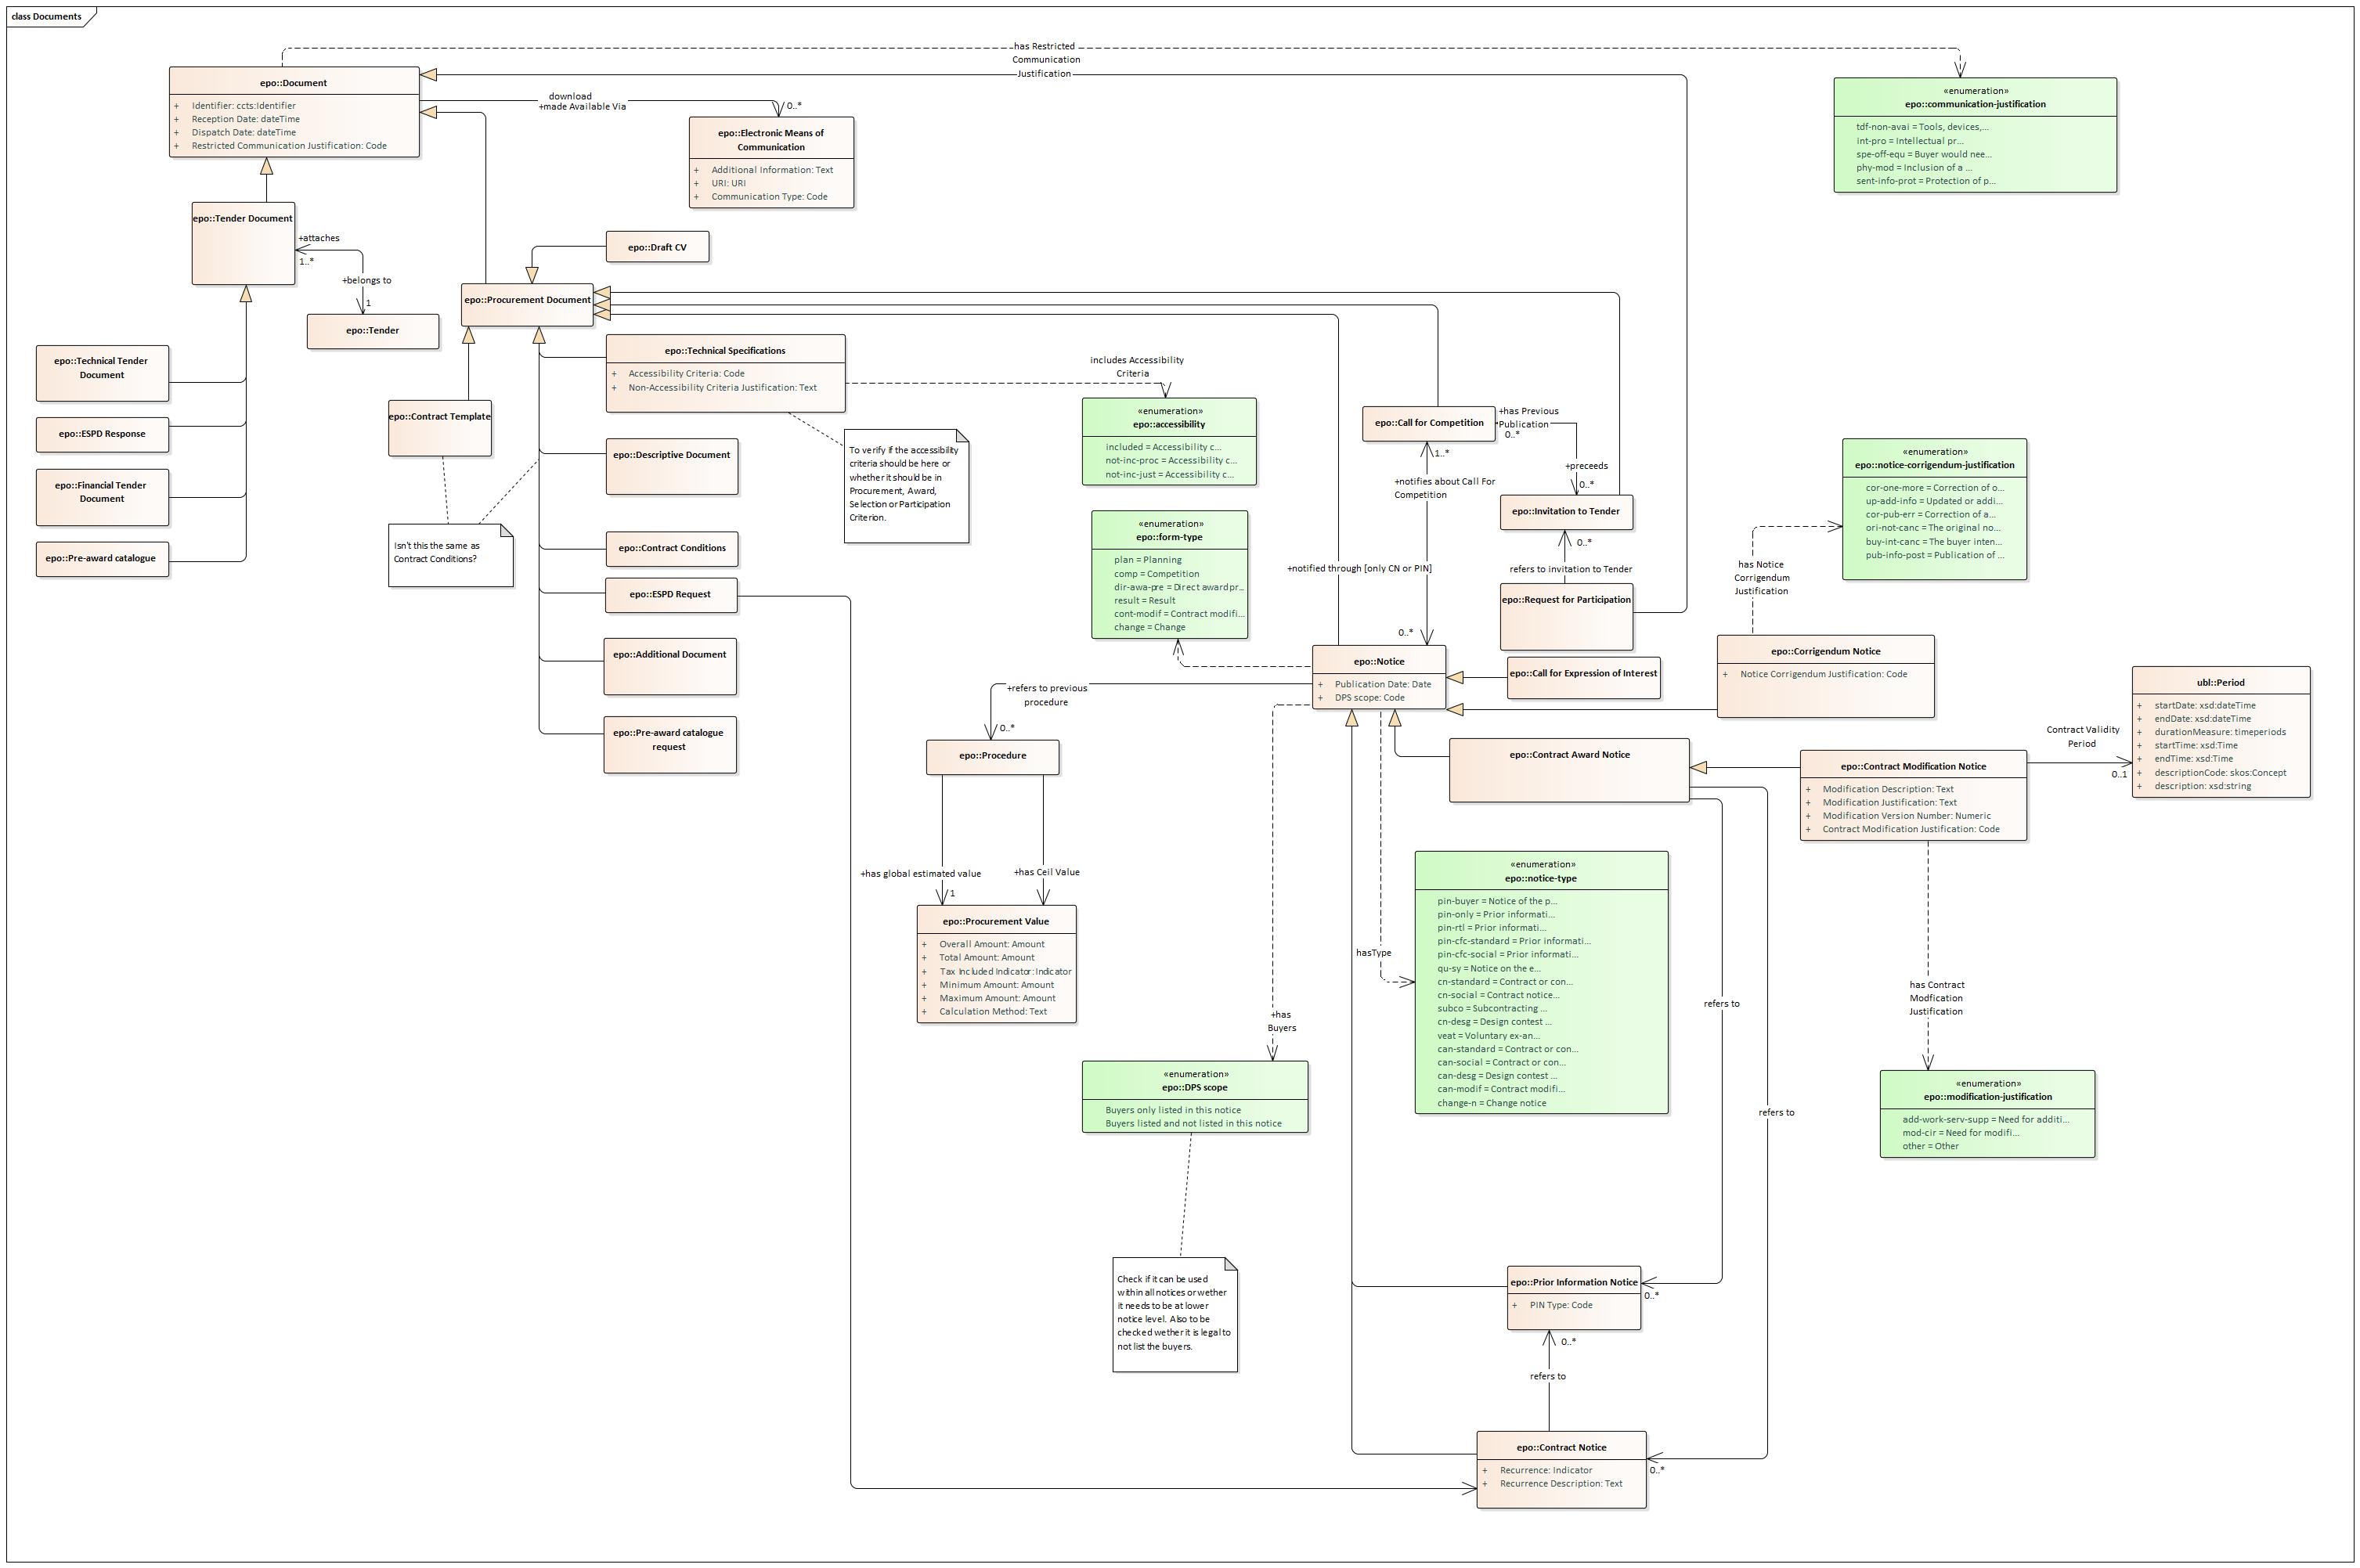 class Documents
has Restricted
Communication
Justification
epo::Document
+ Identifier: ccts:Identifier
+ Reception Date: dateTime
+ Dispatch Date: dateTime
+ Restricted Communication Justification: Code
download
+made Available Via
0..*
«enumeration»
epo::communication-justification
tdf-non-avai = Tools, devices,...
int-pro = Intellectual pr...
spe-off-equ = Buyer would nee...
phy-mod = Inclusion of a ...
sent-info-prot = Protection of p...
epo::Electronic Means of
Communication
+ Additional Information: Text
+ URI: URI
+ Communication Type: Code
epo::Tender Document
+attaches
1..*
+belongs to
1
epo::Tender
epo::Draft CV
epo::Procurement Document
epo::Technical Tender
Document
epo::ESPD Response
epo::Financial Tender
Document
epo::Pre-award catalogue
epo::Technical Specifications
+ Accessibility Criteria: Code
+ Non-Accessibility Criteria Justification: Text
includes Accessibility
Criteria
epo::Contract Template
Isn't this the same as
Contract Conditions?
To verify if the accessibility
criteria should be here or
whether it should be in
Procurement, Award,
Selection or Participation
Criterion.
epo::Descriptive Document
epo::Contract Conditions
epo::ESPD Request
epo::Additional Document
epo::Pre-award catalogue
request
«enumeration»
epo::accessibility
included = Accessibility c...
not-inc-proc = Accessibility c...
not-inc-just = Accessibility c...
«enumeration»
epo::form-type
plan = Planning
comp = Competition
dir-awa-pre = Direct award pr...
result = Result
cont-modif = Contract modifi...
change = Change
epo::Call for Competition
+has Previous
Publication
0..*
1..*
+preceeds
0..*
+notifies about Call For
Competition
epo::Invitation to Tender
0..*
refers to invitation to Tender
+notified through [only CN or PIN]
epo::Request for Participation
0..*
«enumeration»
epo::notice-corrigendum-justification
cor-one-more = Correction of o...
up-add-info = Updated or addi...
cor-pub-err = Correction of a...
ori-not-canc = The original no...
buy-int-canc = The buyer inten...
pub-info-post = Publication of ...
has Notice
Corrigendum
Justification
epo::Notice
+ Publication Date: Date
+ DPS scope: Code
epo::Call for Expression of Interest
epo::Corrigendum Notice
+ Notice Corrigendum Justification: Code
ubl::Period
+ startDate: xsd:dateTime
+ endDate: xsd:dateTime
+ durationMeasure: timeperiods
+ startTime: xsd:Time
+ endTime: xsd:Time
+ descriptionCode: skos:Concept
+ description: xsd:string
+refers to previous
procedure
0..*
epo::Procedure
+has global estimated value
1
+has Ceil Value
epo::Procurement Value
+ Overall Amount: Amount
+ Total Amount: Amount
+ Tax Included Indicator: Indicator
+ Minimum Amount: Amount
+ Maximum Amount: Amount
+ Calculation Method: Text
epo::Contract Award Notice
epo::Contract Modification Notice
+ Modification Description: Text
+ Modification Justification: Text
+ Modification Version Number: Numeric
+ Contract Modification Justification: Code
Contract Validity
Period
0..1
«enumeration»
epo::notice-type
pin-buyer = Notice of the p...
pin-only = Prior informati...
pin-rtl = Prior informati...
pin-cfc-standard = Prior informati...
pin-cfc-social = Prior informati...
qu-sy = Notice on the e...
cn-standard = Contract or con...
cn-social = Contract notice...
subco = Subcontracting ...
cn-desg = Design contest ...
veat = Voluntary ex-an...
can-standard = Contract or con...
can-social = Contract or con...
can-desg = Design contest ...
can-modif = Contract modifi...
change-n = Change notice
hasType
+has
Buyers
refers to
refers to
has Contract
Modfication
Justification
«enumeration»
epo::DPS scope
Buyers only listed in this notice
Buyers listed and not listed in this notice
«enumeration»
epo::modification-justification
add-work-serv-supp = Need for additi...
mod-cir = Need for modifi...
other = Other
Check if it can be used
within all notices or wether
it needs to be at lower
notice level. Also to be
checked wether it is legal to
not list the buyers.
epo::Prior Information Notice
+ PIN Type: Code
0..*
0..*
refers to
epo::Contract Notice
+ Recurrence: Indicator
+ Recurrence Description: Text
0..*